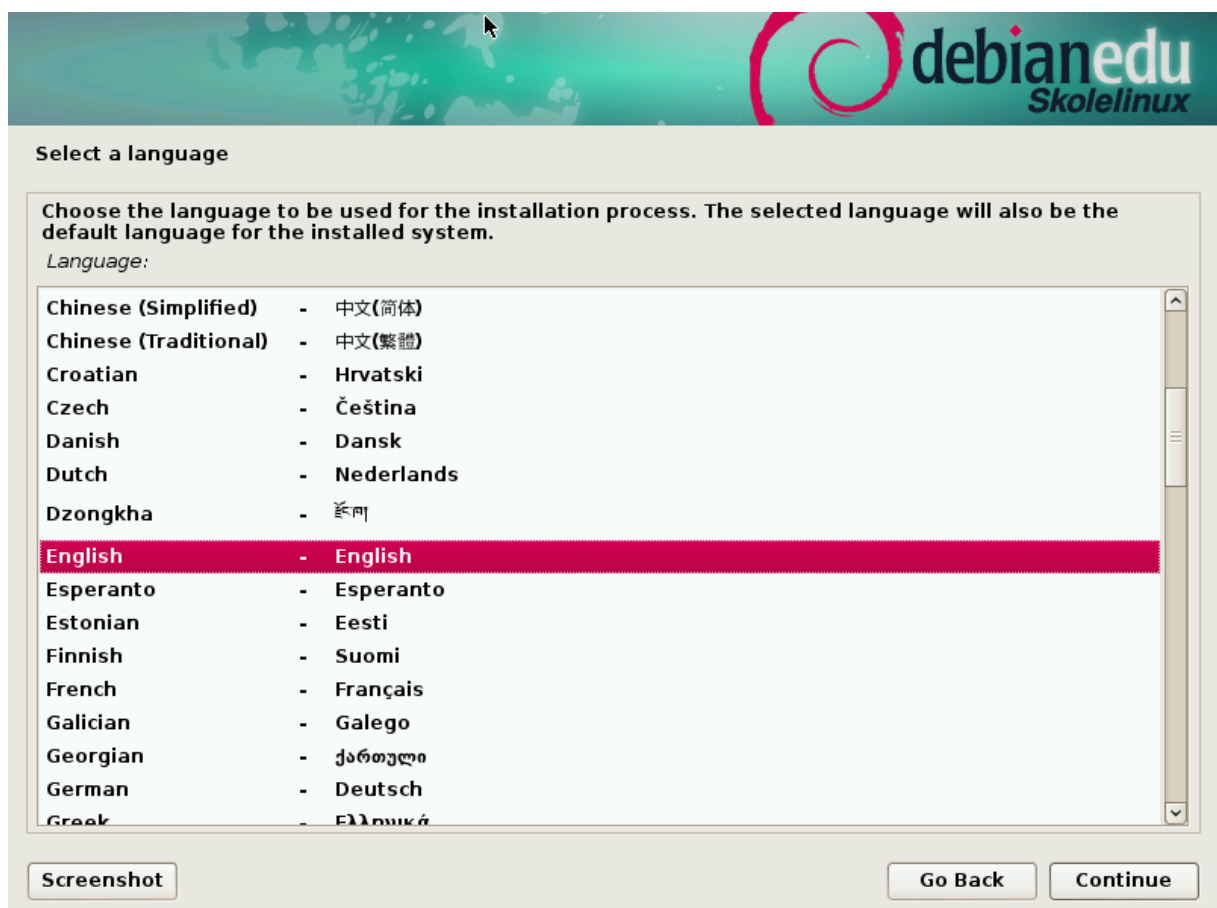 debianedu
Skolelinux
Select a language
Choose the language to be used for the installation process. The selected language will also be the
default language for the installed system.
Language:
Chinese (Simplified) - 中文(简体)
Chinese (Traditional) - 中文(繁體)
Croatian - Hrvatski
Czech - Čeština
Danish - Dansk
Dutch - Nederlands
Dzongkha - རྫོང་ཁ།
English - English
Esperanto - Esperanto
Estonian - Eesti
Finnish - Suomi
French - Français
Galician - Galego
Georgian - ქართული
German - Deutsch
Greek - Ελληνικά
Screenshot
Go Back
Continue